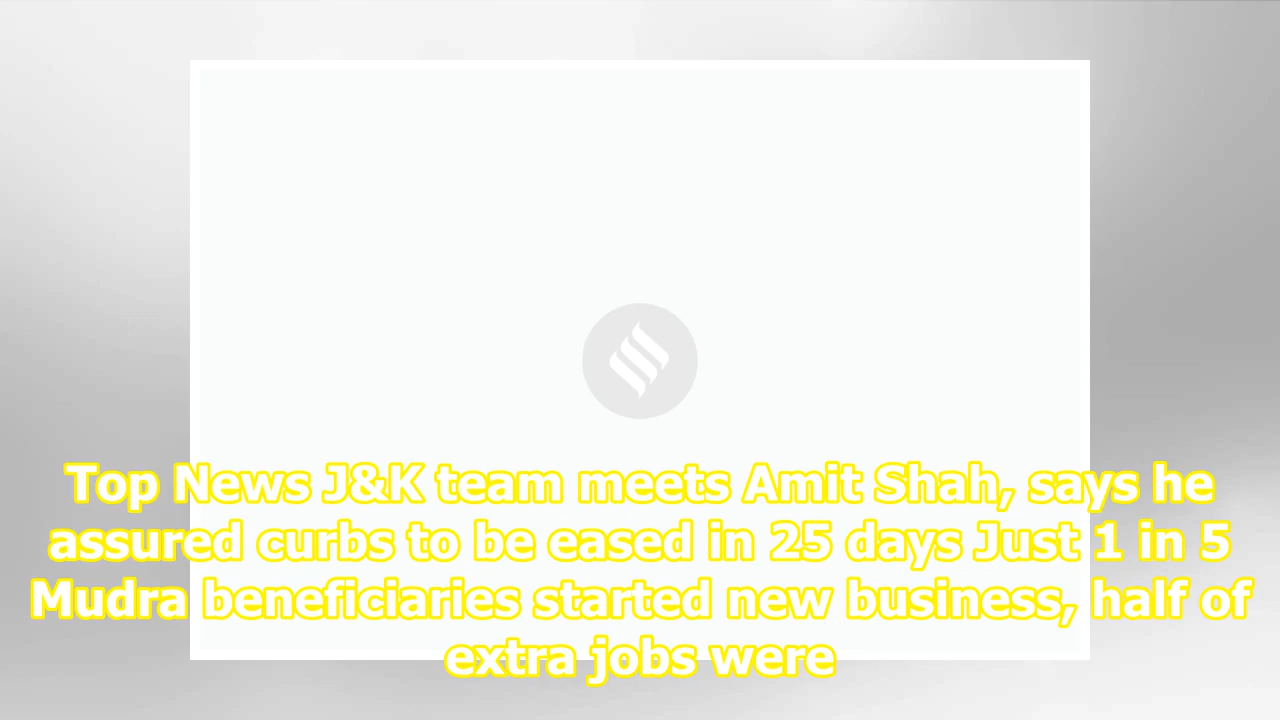 Top News J&K team meets Amit Shah, says he
assured curbs to be eased in 25 days Just 1 in 5
Mudra beneficiaries started new business, half of
extra jobs were